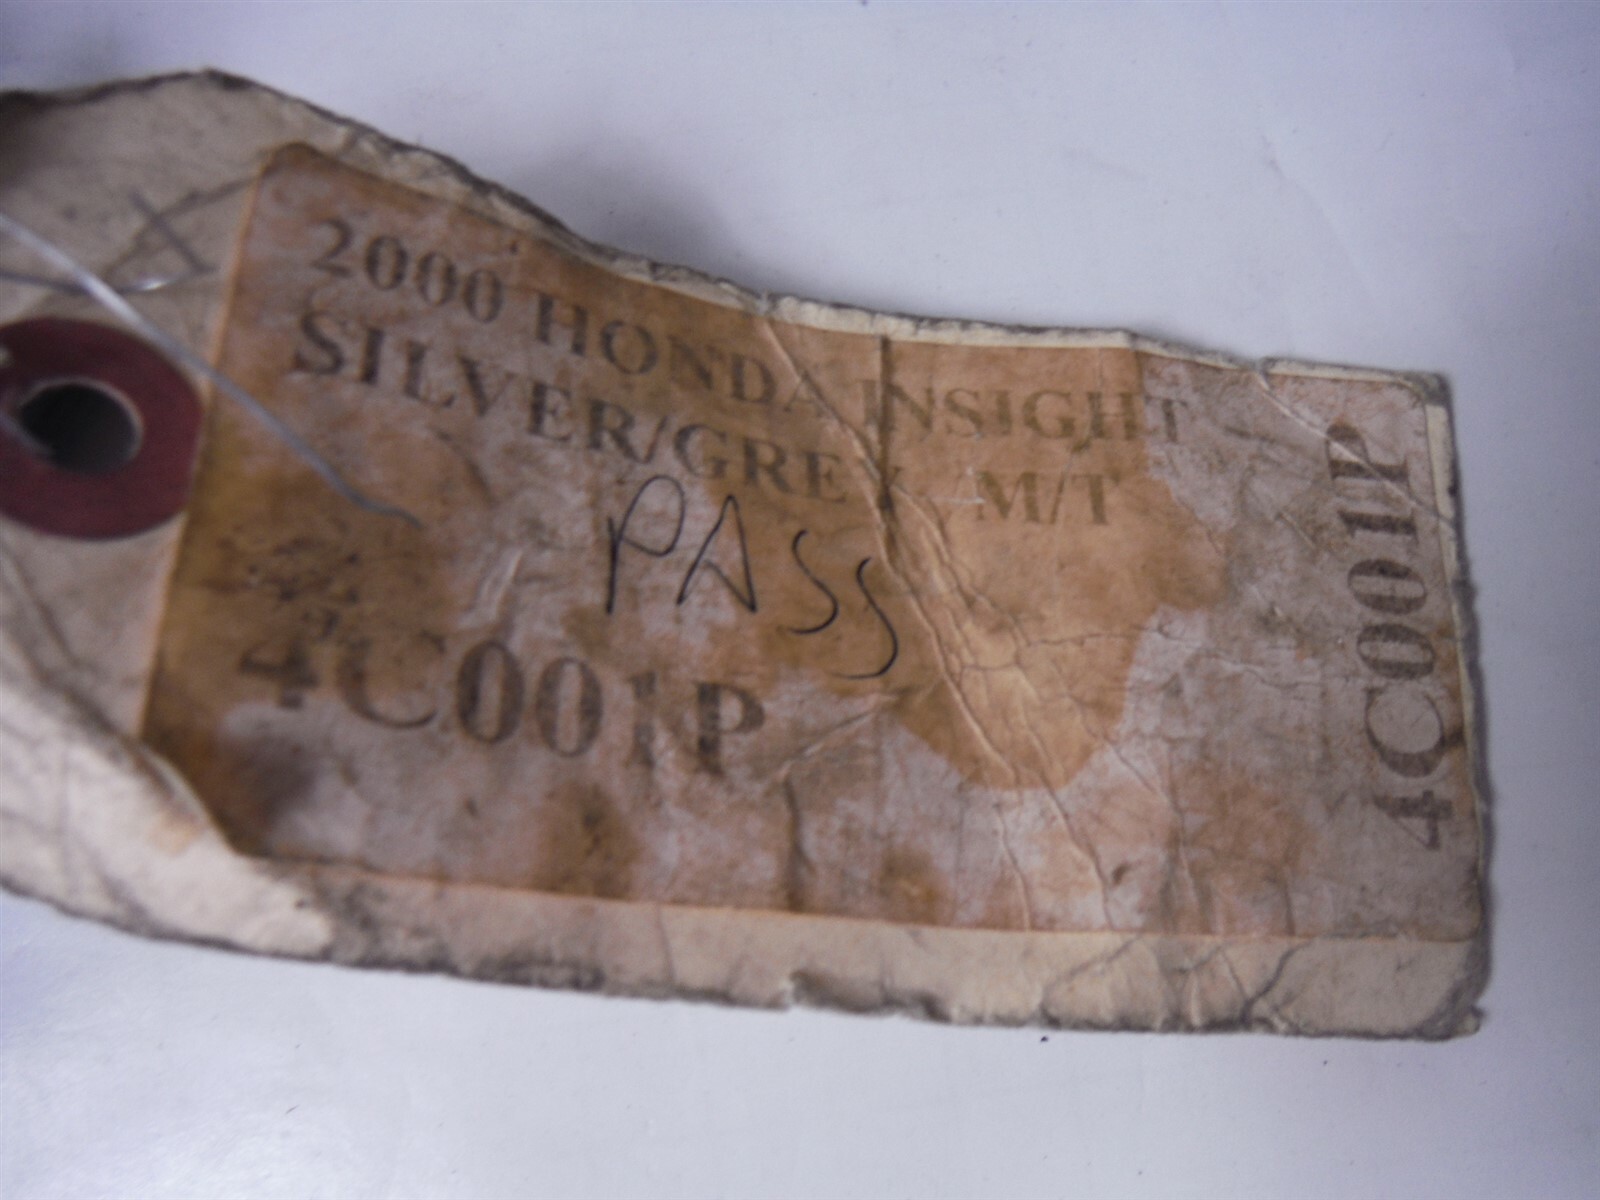 2000 HONDA INSIGHT
SILVER/GREY M/T
PASS
4C001P
4C001P